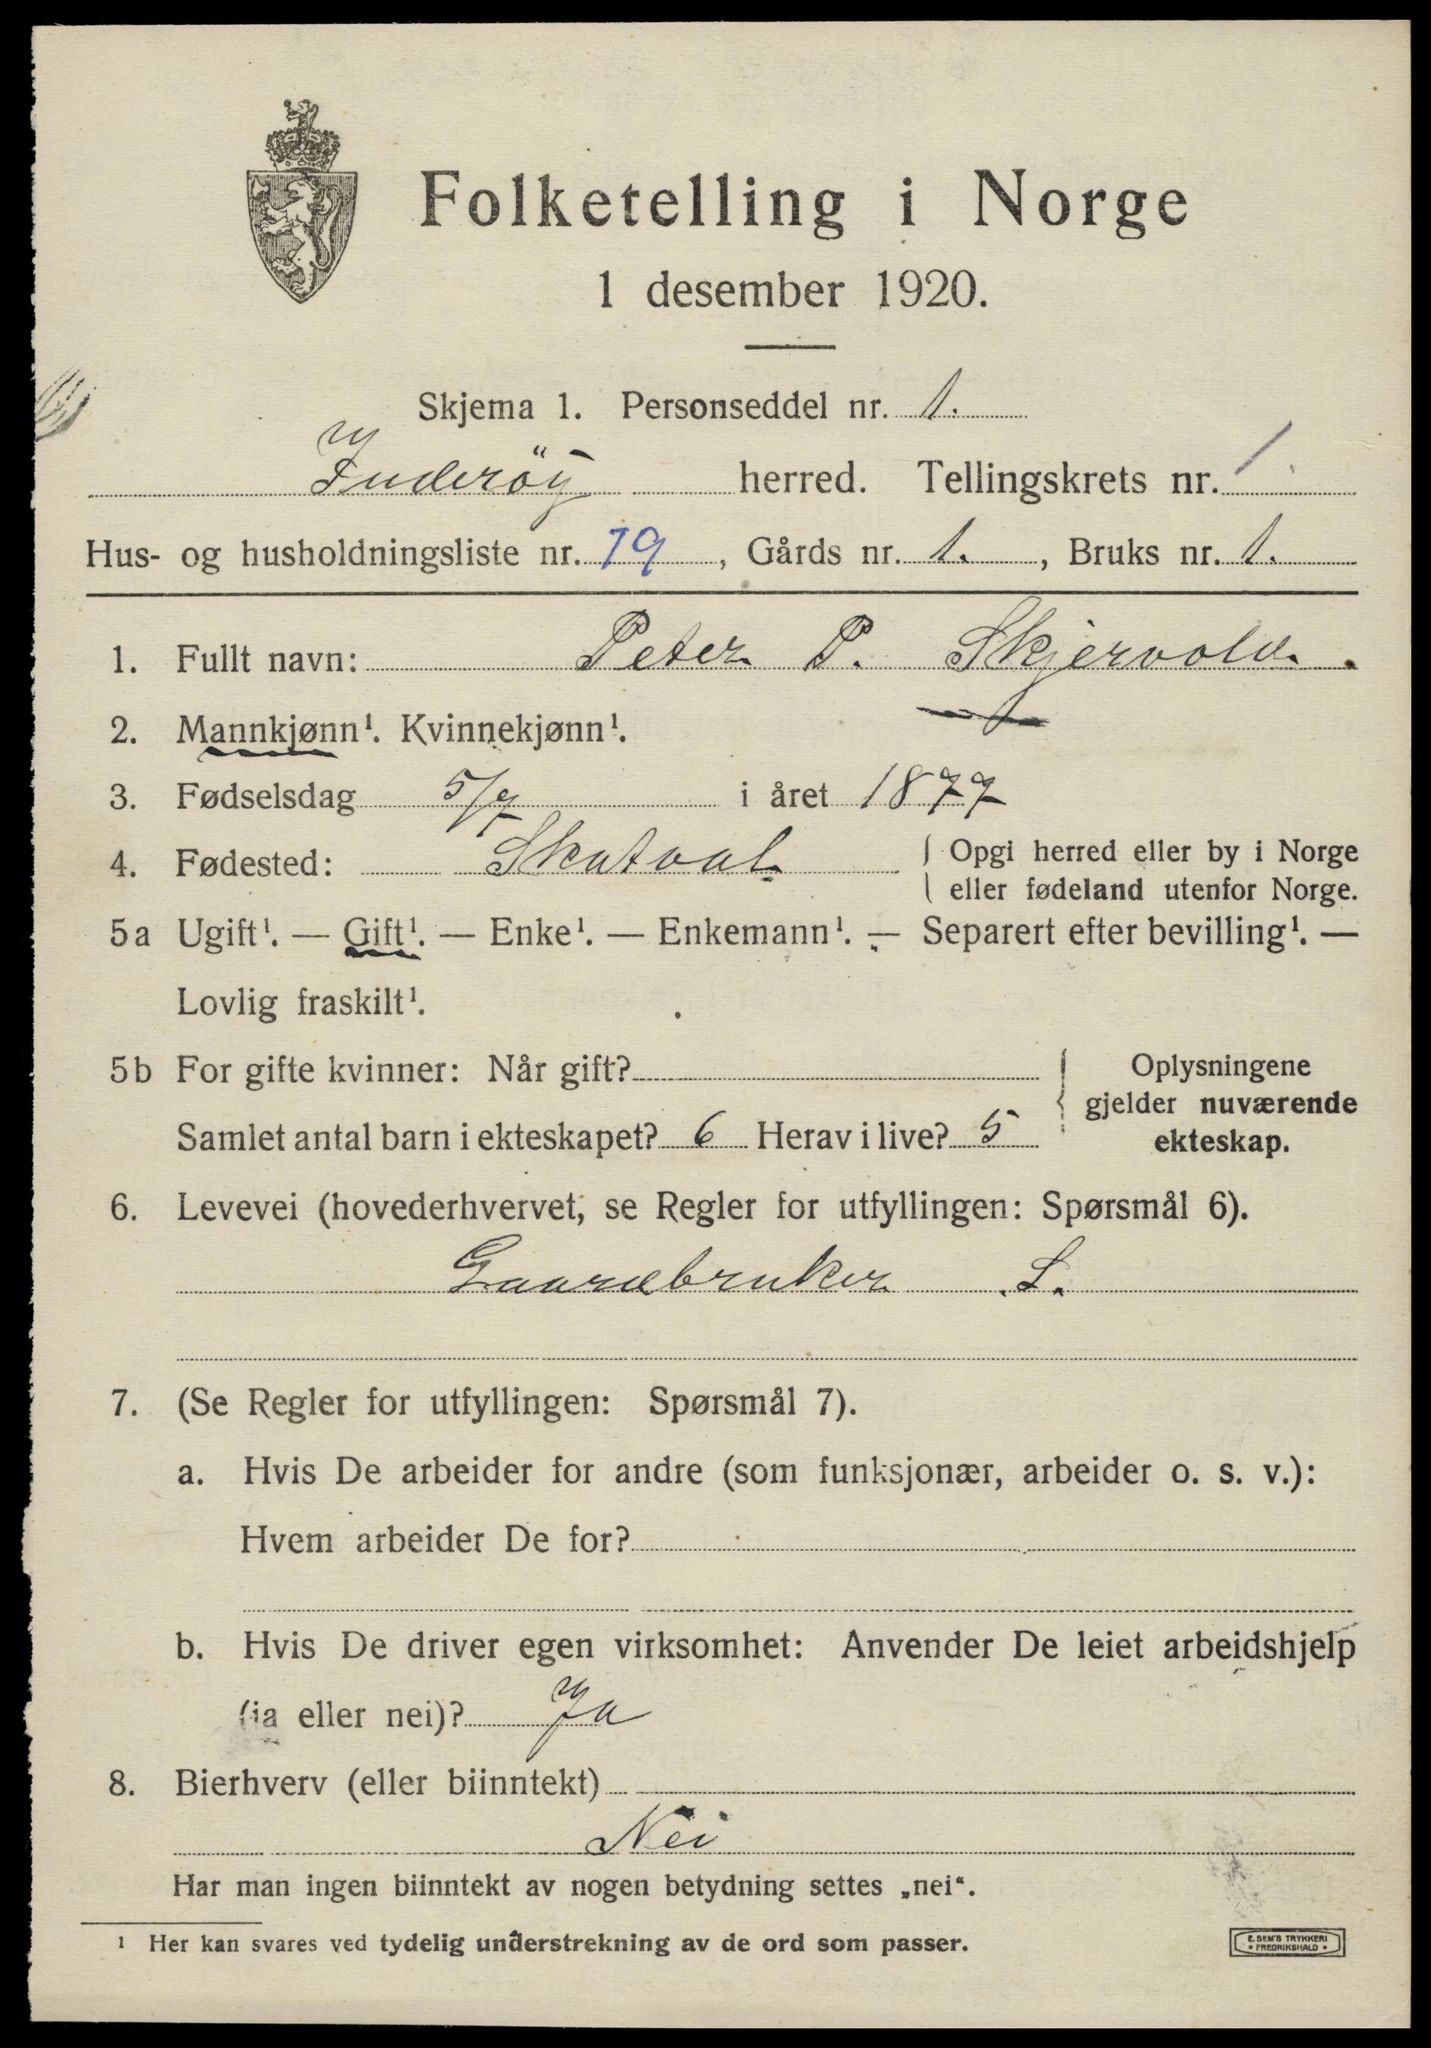 Folketelling i Norge
1 desember 1920.
Skjema 1. Personseddel nr. 1.
Inderöy herred. Tellingskrets nr. 1.
Hus- og husholdningsliste nr. 19, Gårds nr. 1., Bruks nr. 1.
1. Fullt navn: Peter P. Skjervold.
2. Mannkjønn¹. Kvinnekjønn¹.
3. Fødselsdag 5/7 i året 1877
4. Fødested: Skatval. Opgi herred eller by i Norge
eller fødeland utenfor Norge.
5a Ugift¹. — Gift¹. — Enke¹. — Enkemann¹. — Separert efter bevilling¹. —
Lovlig fraskilt¹.
5b For gifte kvinner: Når gift?
Samlet antal barn i ekteskapet? 6 Herav i live? 5
Oplysningene
gjelder nuværende
ekteskap.
6. Levevei (hovederhvervet, se Regler for utfyllingen: Spørsmål 6).
Gaardbruker S.
7. (Se Regler for utfyllingen: Spørsmål 7).
a. Hvis De arbeider for andre (som funksjonær, arbeider o. s. v.):
Hvem arbeider De for?
b. Hvis De driver egen virksomhet: Anvender De leiet arbeidshjelp
(ja eller nei)? Ja
8. Bierhverv (eller biinntekt)
Nei
Har man ingen biinntekt av nogen betydning settes „nei“.
¹ Her kan svares ved tydelig understrekning av de ord som passer.
E. SEM'S TRYKKERI
• FREDRIKSHALD •